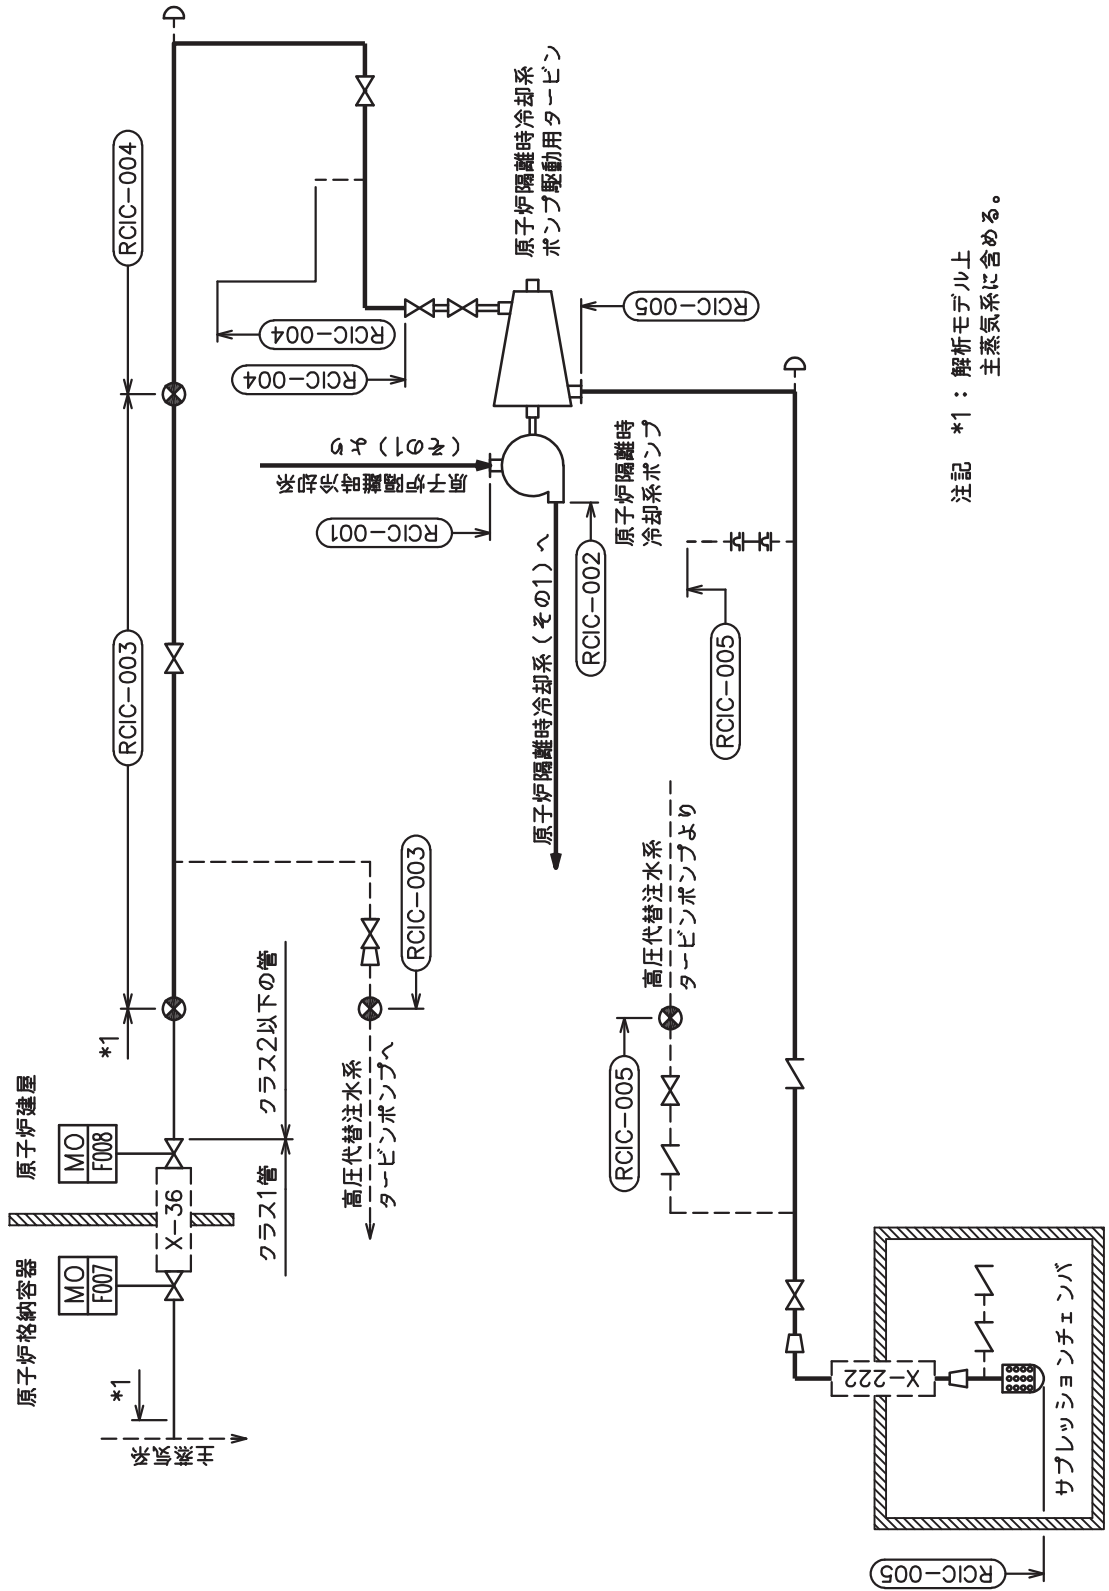 原子炉格納容器
原子炉建屋
MO
F007
MO
F008
X-36
主蒸気系
*1
*1
クラス1管
クラス2以下の管
RCIC-003
RCIC-004
高圧代替注水系
タービンポンプへ
RCIC-003
RCIC-004
RCIC-004
原子炉隔離時冷却系
(その1)より
RCIC-001
原子炉隔離時冷却系(その1)へ
RCIC-002
原子炉隔離時冷却系
ポンプ駆動用タービン
RCIC-005
原子炉隔離時
冷却系ポンプ
RCIC-005
高圧代替注水系
タービンポンプより
RCIC-005
X-222
サプレッションチェンバ
RCIC-005
注記 *1:解析モデル上
主蒸気系に含める。